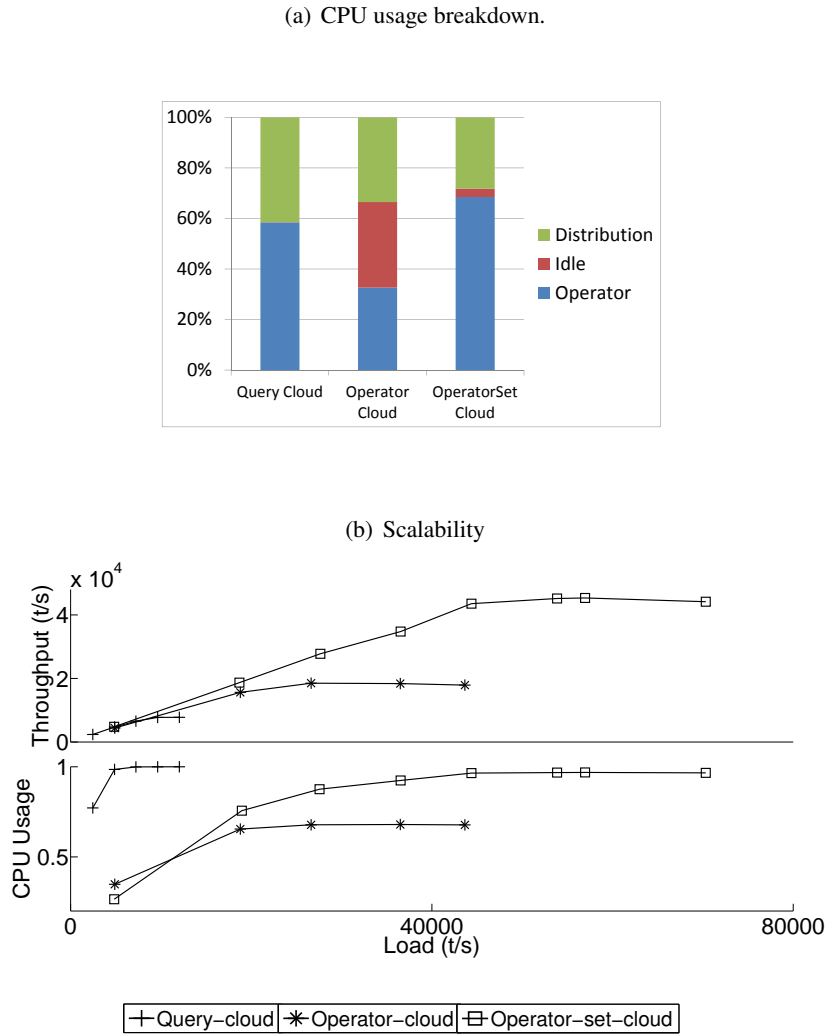 (a) CPU usage breakdown.
100%
80%
60%
40%
20%
0%
Query Cloud
Operator
Cloud
OperatorSet
Cloud
Distribution
Idle
Operator
(b) Scalability
x 10^4
4
2
0
Throughput (t/s)
1
0.5
CPU Usage
0
40000
80000
Load (t/s)
Query-cloud
Operator-cloud
Operator-set-cloud